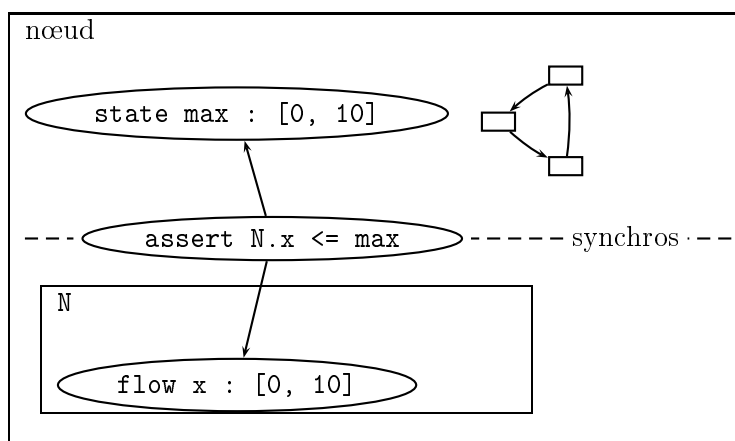 nœud
state max : [0, 10]
assert N.x <= max
synchros
N
flow x : [0, 10]